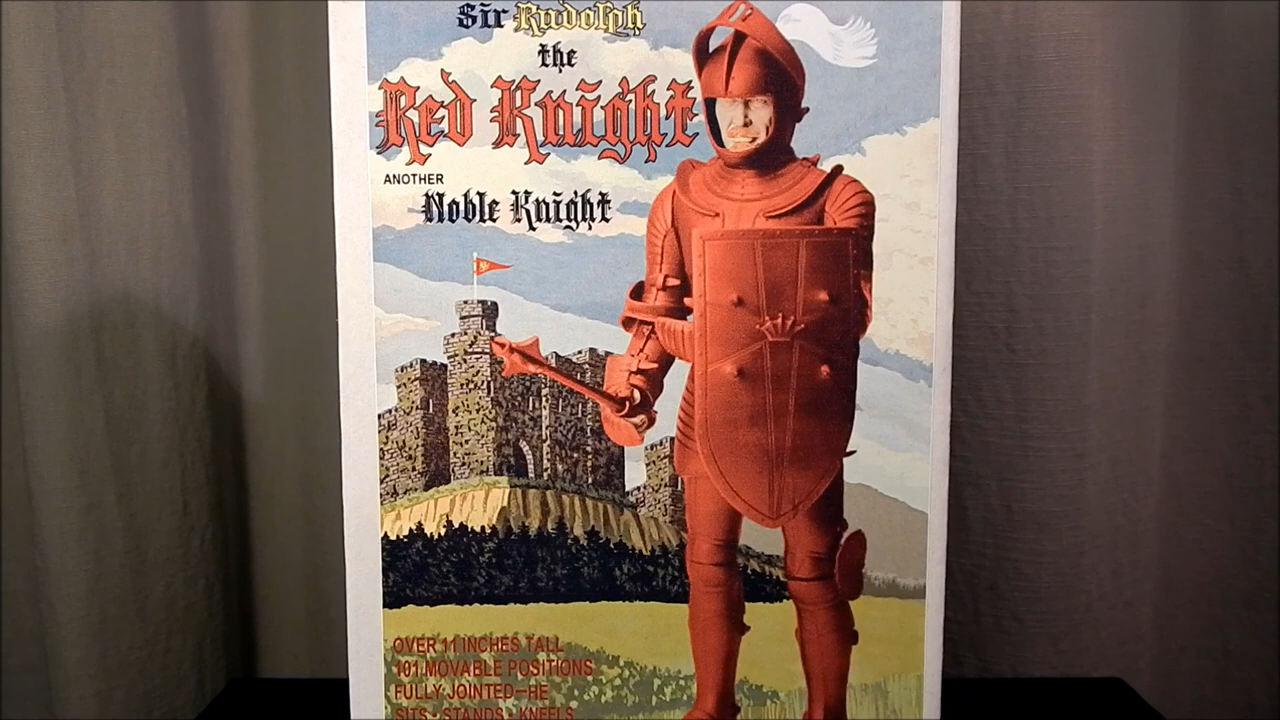 Sir Rudolph
the
Red Knight
ANOTHER
Noble Knight
OVER 11 INCHES TALL
101 MOVABLE POSITIONS
FULLY JOINTED—HE
SITS • STANDS • KNEELS